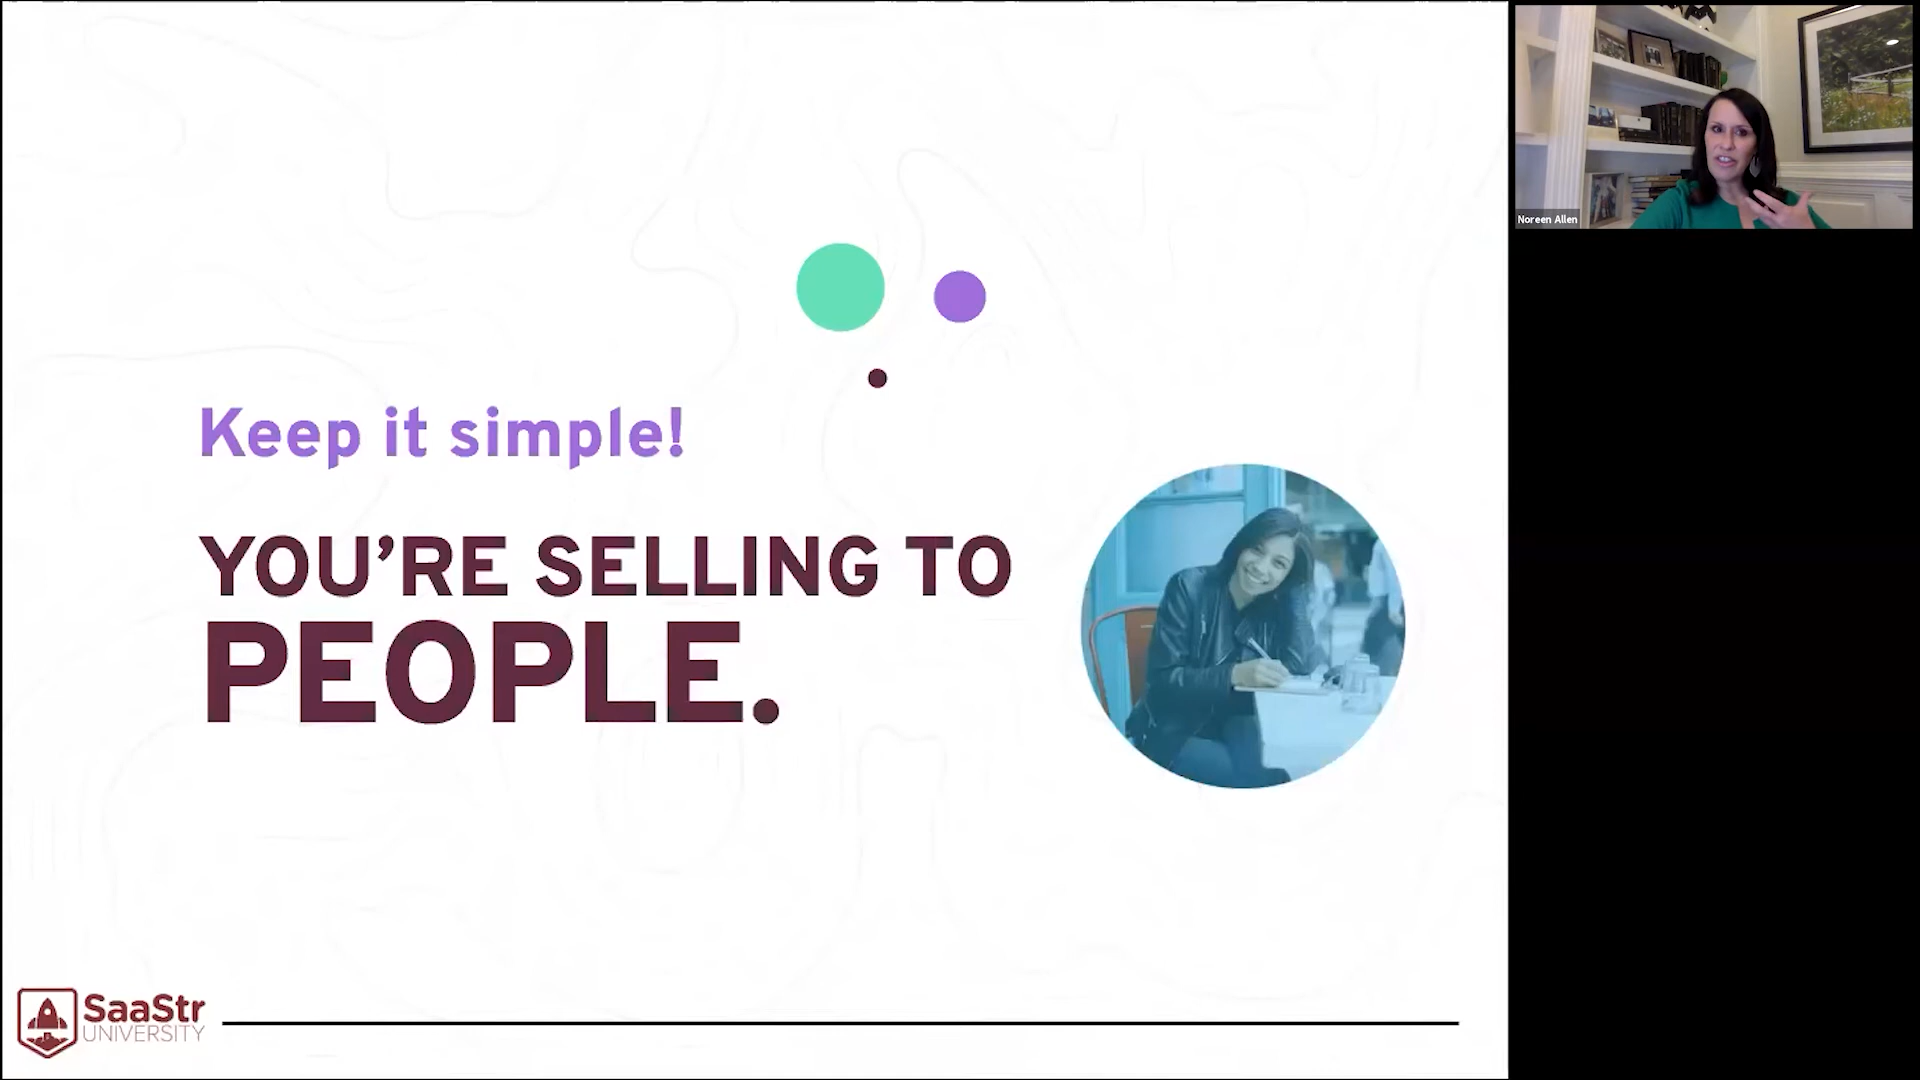 Keep it simple!
YOU’RE SELLING TO
PEOPLE.
SaaStr
UNIVERSITY
Noreen Allen